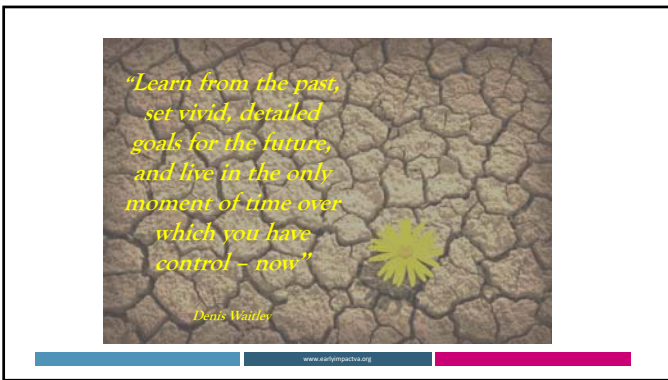 “Learn from the past,
set vivid, detailed
goals for the future,
and live in the only
moment of time over
which you have
control – now”
Denis Waitley
www.earlyimpactva.org